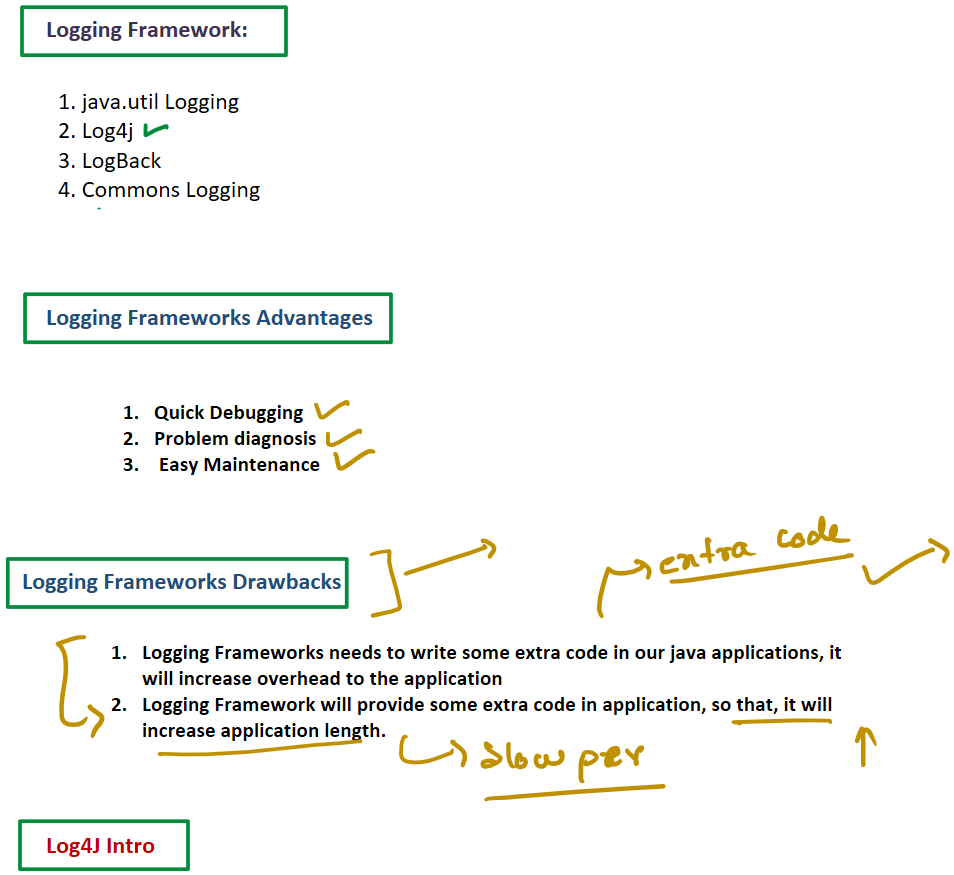 Logging Framework:
1. java.util Logging
2. Log4j
3. LogBack
4. Commons Logging
Logging Frameworks Advantages
1. Quick Debugging
2. Problem diagnosis
3. Easy Maintenance
extra code
Logging Frameworks Drawbacks
1. Logging Frameworks needs to write some extra code in our java applications, it
will increase overhead to the application
2. Logging Framework will provide some extra code in application, so that, it will
increase application length.
slow per
Log4J Intro